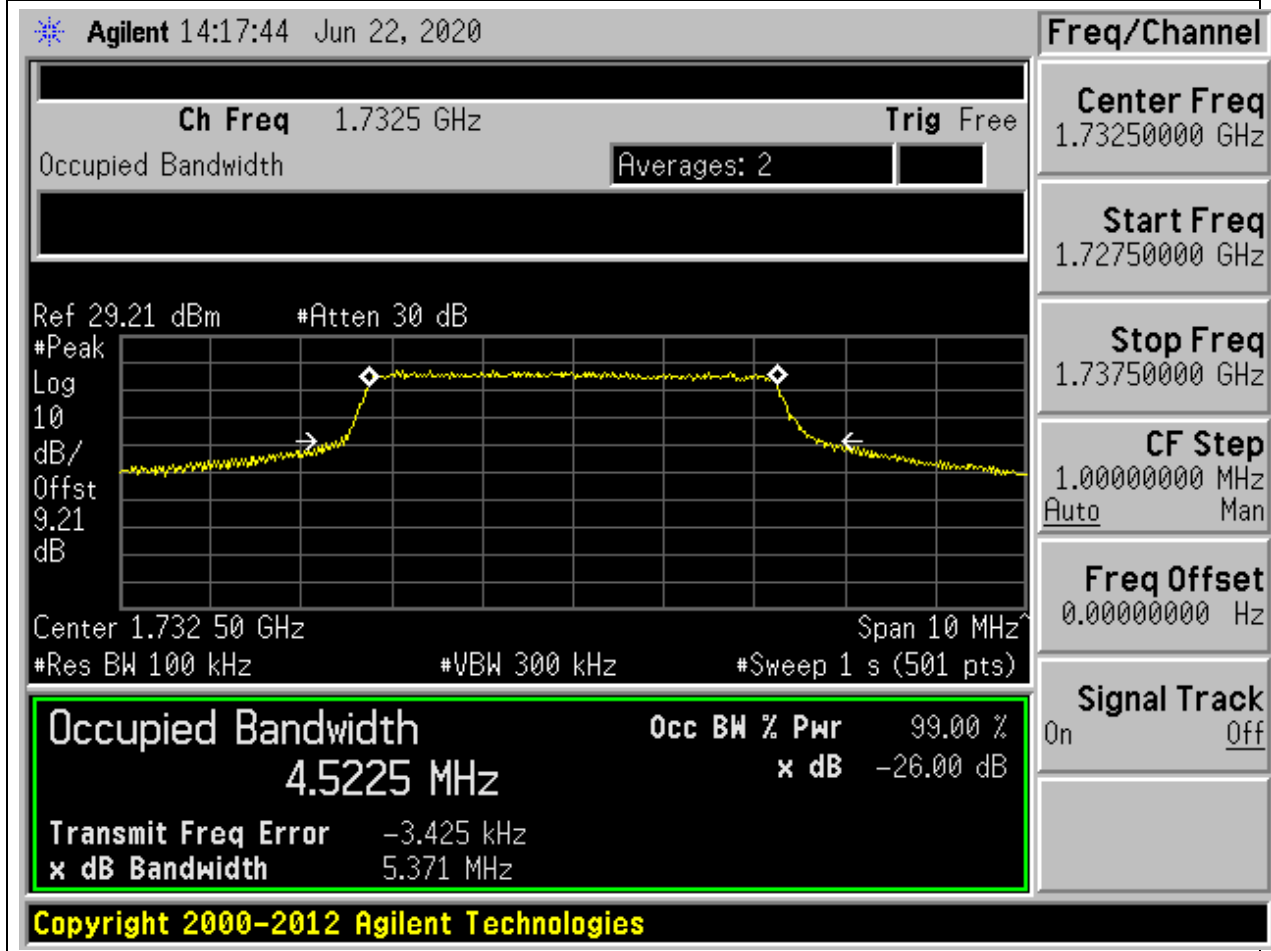 Agilent 14:17:44 Jun 22, 2020
Ch Freq 1.7325 GHz Trig Free
Occupied Bandwidth Averages: 2
Ref 29.21 dBm #Atten 30 dB
#Peak
Log
10
dB/
Offst
9.21
dB
Center 1.732 50 GHz Span 10 MHz^
#Res BW 100 kHz #VBW 300 kHz #Sweep 1 s (501 pts)
Occupied Bandwidth Occ BW % Pwr 99.00 %
4.5225 MHz x dB -26.00 dB
Transmit Freq Error -3.425 kHz
x dB Bandwidth 5.371 MHz
Copyright 2000-2012 Agilent Technologies
Freq/Channel
Center Freq
1.73250000 GHz
Start Freq
1.72750000 GHz
Stop Freq
1.73750000 GHz
CF Step
1.00000000 MHz
Auto Man
Freq Offset
0.00000000 Hz
Signal Track
On Off